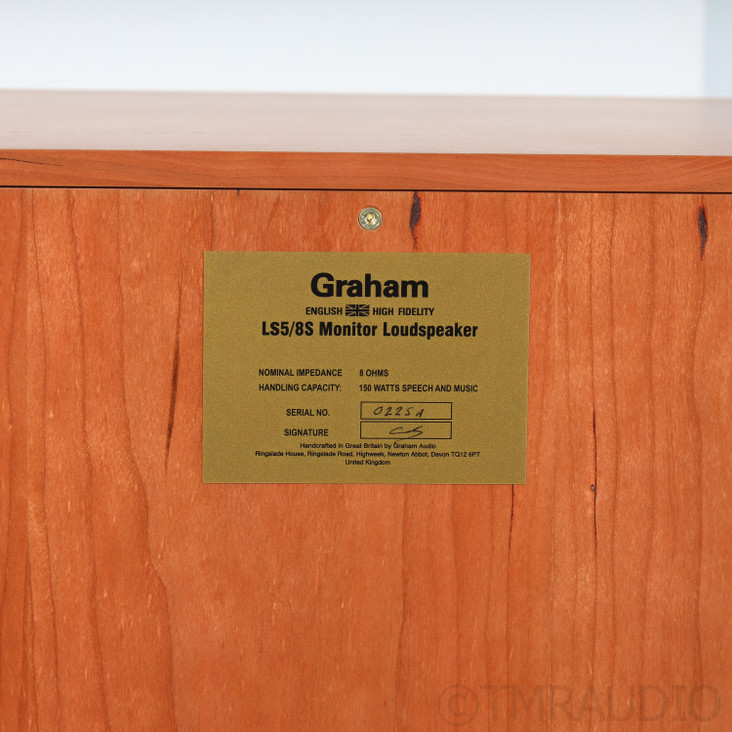 Graham
ENGLISH HIGH FIDELITY
LS5/8S Monitor Loudspeaker
NOMINAL IMPEDANCE 8 OHMS
HANDLING CAPACITY: 150 WATTS SPEECH AND MUSIC
SERIAL NO. 0225A
SIGNATURE
Handcrafted in Great Britain by Graham Audio
Ringslade House, Ringslade Road, Highweek, Newton Abbot, Devon TQ12 6PT
United Kingdom
©TMRAUDIO